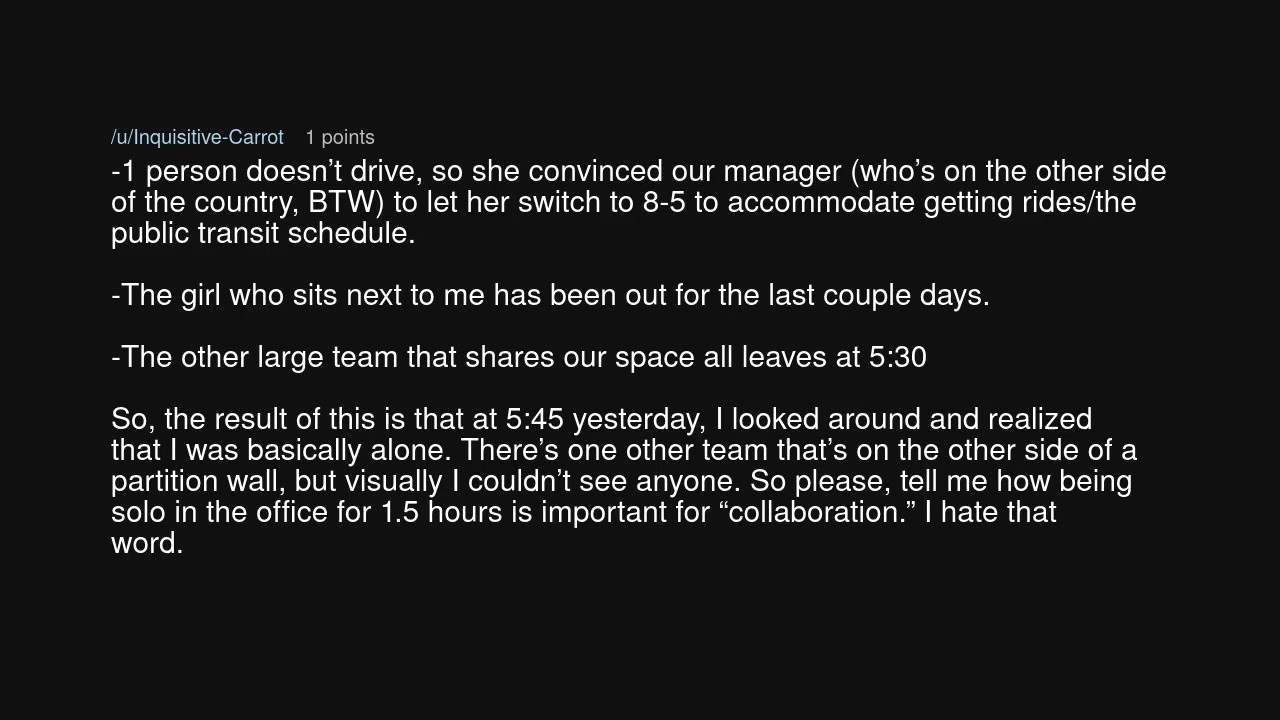 /u/Inquisitive-Carrot 1 points
-1 person doesn’t drive, so she convinced our manager (who’s on the other side
of the country, BTW) to let her switch to 8-5 to accommodate getting rides/the
public transit schedule.
-The girl who sits next to me has been out for the last couple days.
-The other large team that shares our space all leaves at 5:30
So, the result of this is that at 5:45 yesterday, I looked around and realized
that I was basically alone. There’s one other team that’s on the other side of a
partition wall, but visually I couldn’t see anyone. So please, tell me how being
solo in the office for 1.5 hours is important for “collaboration.” I hate that
word.